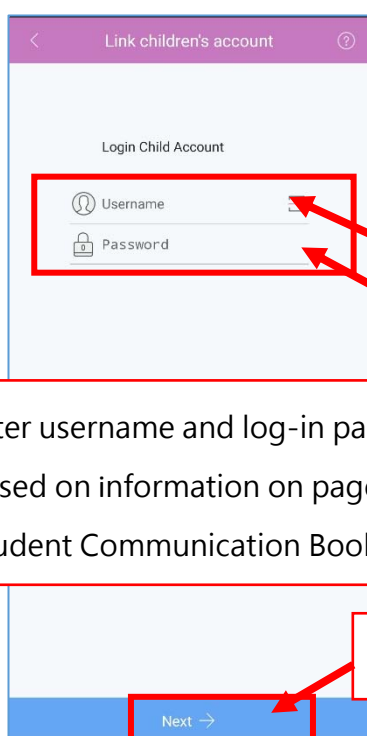 Link children's account
Login Child Account
Username
Password
ter username and log-in pa
sed on information on page
udent Communication Book
Next →